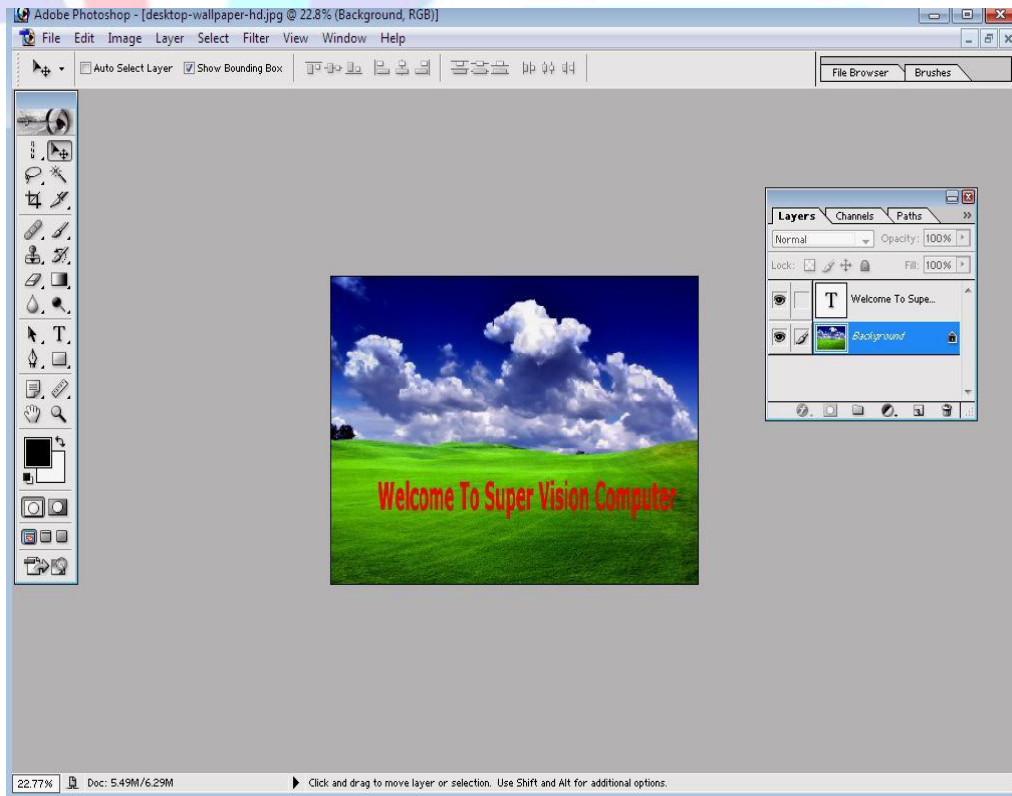 Adobe Photoshop - [desktop-wallpaper-hd.jpg @ 22.8% (Background, RGB)]
File Edit Image Layer Select Filter View Window Help
Auto Select Layer Show Bounding Box
File Browser Brushes
Layers Channels Paths
Normal Opacity: 100%
Lock: Fill: 100%
T Welcome To Supe...
Background
Welcome To Super Vision Computer
22.77% Doc: 5.49M/6.29M Click and drag to move layer or selection. Use Shift and Alt for additional options.